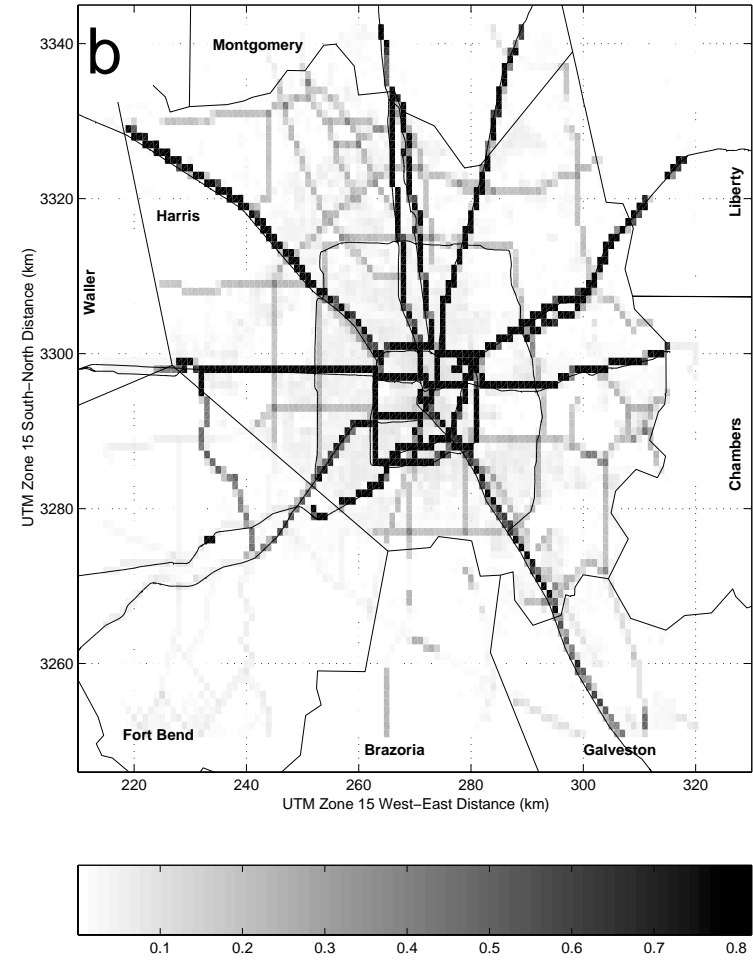 b
Montgomery
Harris
Liberty
Waller
Chambers
Fort Bend
Brazoria
Galveston
3340
3320
3300
3280
3260
UTM Zone 15 South−North Distance (km)
220 240 260 280 300 320
UTM Zone 15 West−East Distance (km)
0.1 0.2 0.3 0.4 0.5 0.6 0.7 0.8